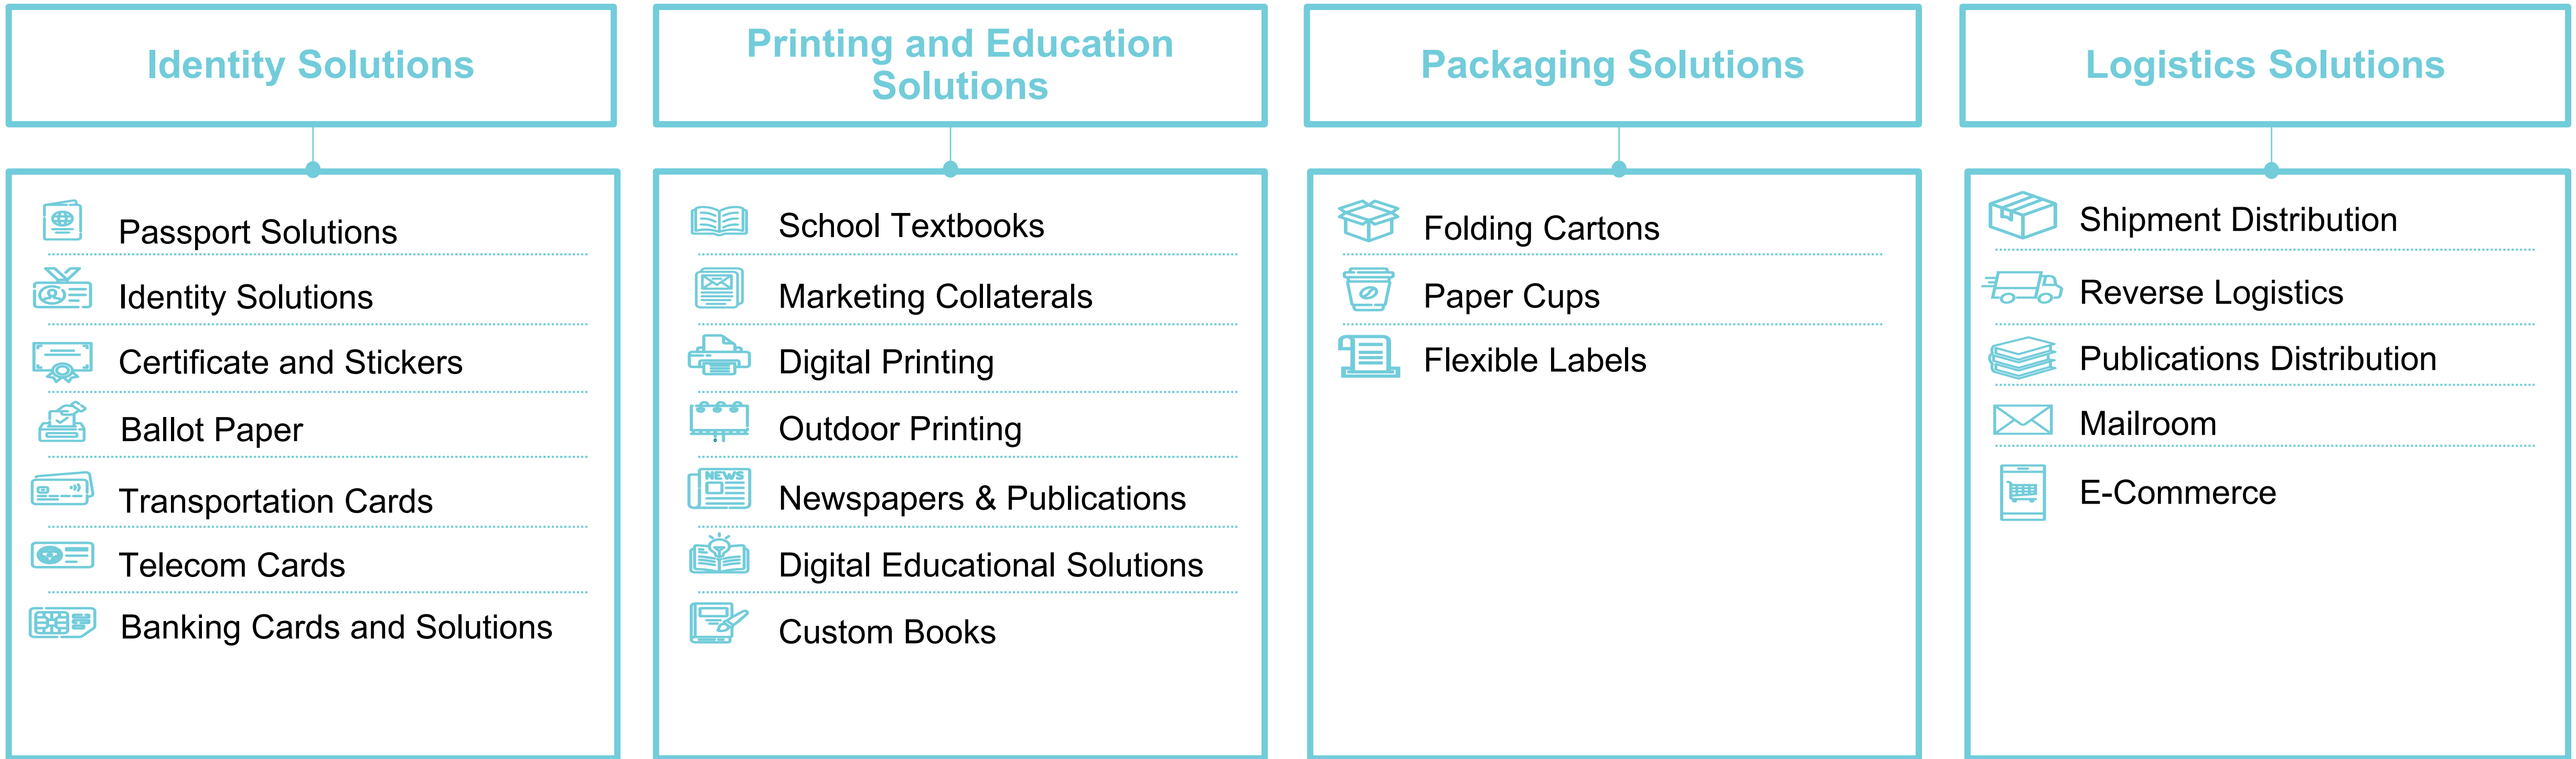 Identity Solutions
Passport Solutions
Identity Solutions
Certificate and Stickers
Ballot Paper
Transportation Cards
Telecom Cards
Banking Cards and Solutions
Printing and Education
Solutions
School Textbooks
Marketing Collaterals
Digital Printing
Outdoor Printing
NEWS
Newspapers & Publications
Digital Educational Solutions
Custom Books
Packaging Solutions
Folding Cartons
Paper Cups
Flexible Labels
Logistics Solutions
Shipment Distribution
Reverse Logistics
Publications Distribution
Mailroom
E-Commerce